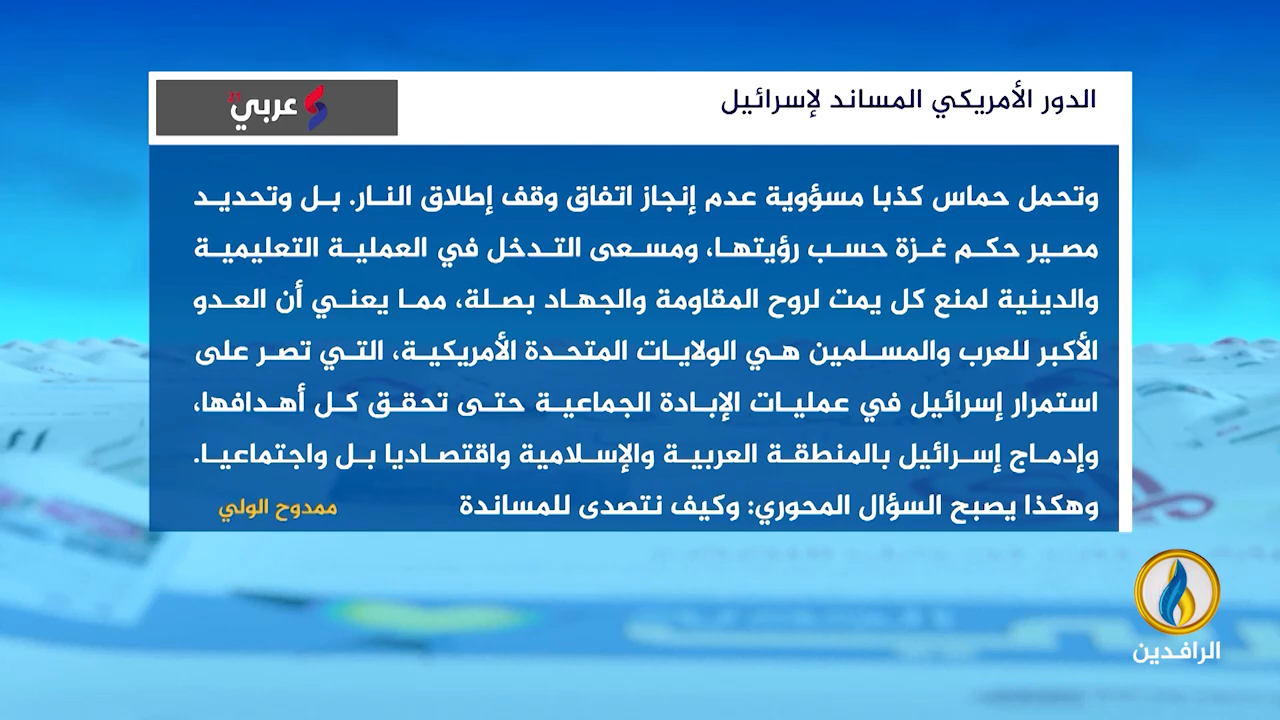 الدور الأمريكي المساند لإسرائيل
عربي21
وتحمل حماس كذبا مسؤوية عدم إنجاز اتفاق وقف إطلاق النار. بل وتحديد
مصير حكم غزة حسب رؤيتها، ومسعى التدخل في العملية التعليمية
والدينية لمنع كل يمت لروح المقاومة والجهاد بصلة، مما يعني أن العدو
الأكبر للعرب والمسلمين هي الولايات المتحدة الأمريكية، التي تصر على
استمرار إسرائيل في عمليات الإبادة الجماعية حتى تحقق كل أهدافها،
وإدماج إسرائيل بالمنطقة العربية والإسلامية واقتصاديا بل واجتماعيا.
وهكذا يصبح السؤال المحوري: وكيف نتصدى للمساندة
ممدوح الولي
الرافدين